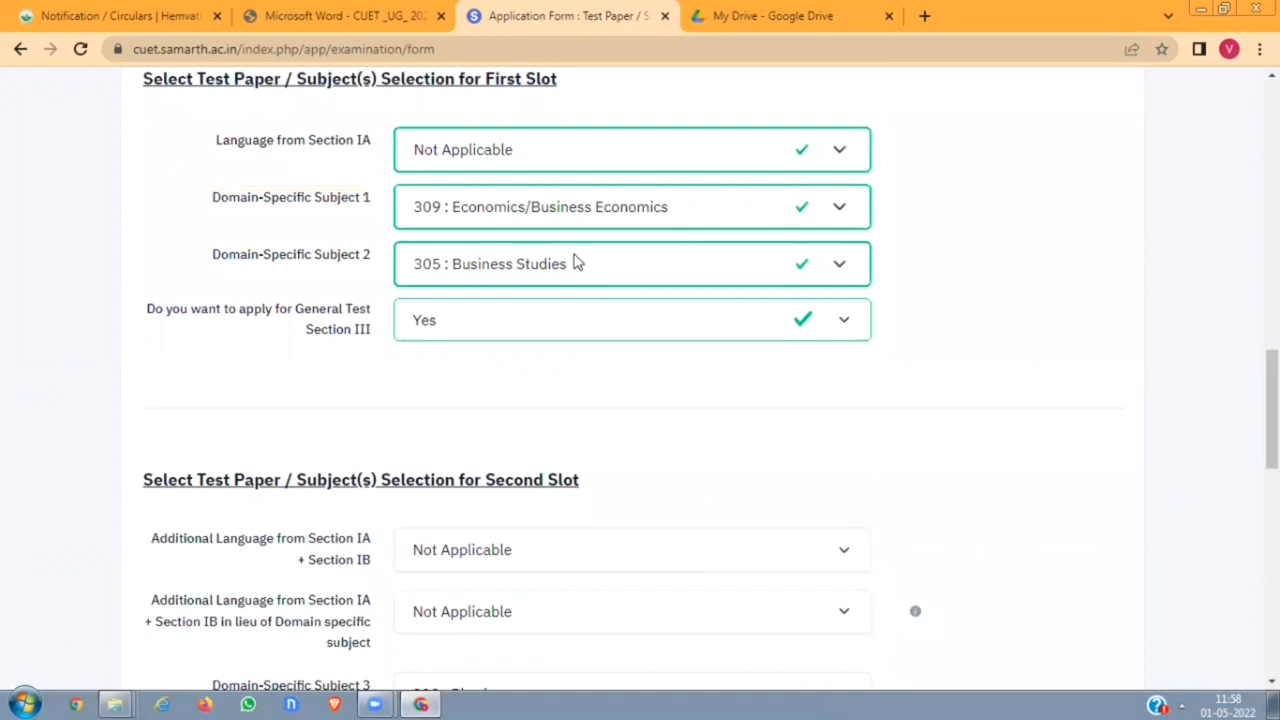 Notification / Circulars | Hemvat
Microsoft Word - CUET _UG_ 202
Application Form : Test Paper / S
My Drive - Google Drive
cuet.samarth.ac.in/index.php/app/examination/form
V
Select Test Paper / Subject(s) Selection for First Slot
Language from Section IA
Not Applicable
Domain-Specific Subject 1
309 : Economics/Business Economics
Domain-Specific Subject 2
305 : Business Studies
Do you want to apply for General Test
Section III
Yes
Select Test Paper / Subject(s) Selection for Second Slot
Additional Language from Section IA
+ Section IB
Not Applicable
Additional Language from Section IA
+ Section IB in lieu of Domain specific
subject
Not Applicable
Domain-Specific Subject 3
11:58
01-05-2022